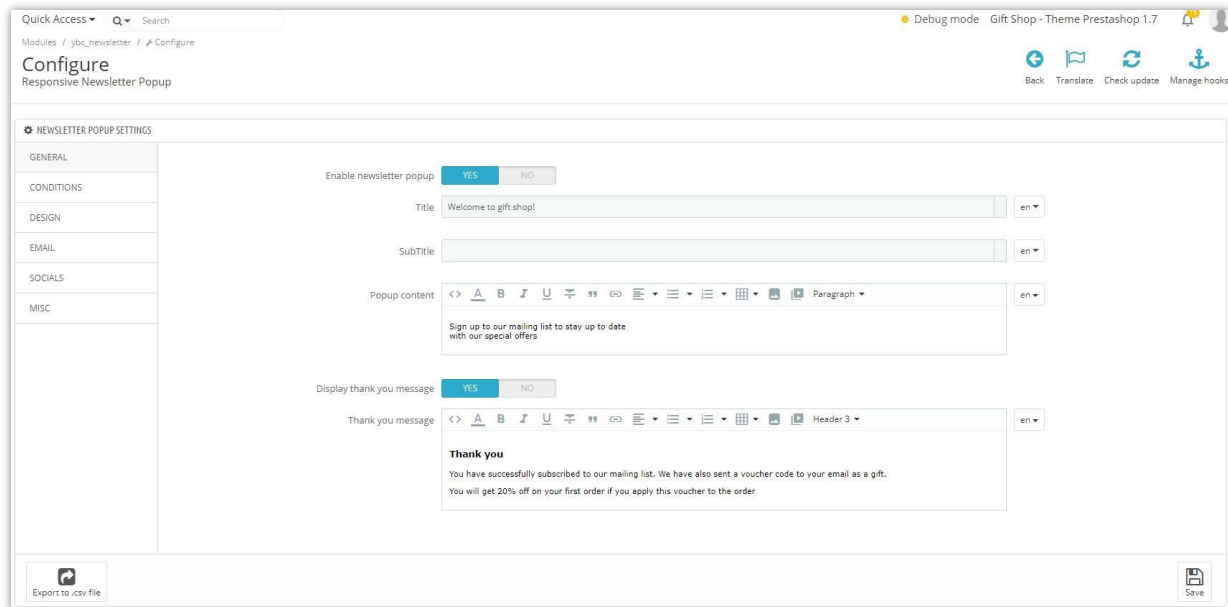 Quick Access
Search
Debug mode
Gift Shop - Theme Prestashop 1.7
Modules / ybc_newsletter / Configure
Configure
Responsive Newsletter Popup
Back
Translate
Check update
Manage hooks
NEWSLETTER POPUP SETTINGS
GENERAL
CONDITIONS
DESIGN
EMAIL
SOCIALS
MISC
Enable newsletter popup YES NO
Title Welcome to gift shop! en
SubTitle en
Popup content A B I U Paragraph en
Sign up to our mailing list to stay up to date
with our special offers
Display thank you message YES NO
Thank you message A B I U Header 3 en
Thank you
You have successfully subscribed to our mailing list. We have also sent a voucher code to your email as a gift.
You will get 20% off on your first order if you apply this voucher to the order
Export to .csv file
Save